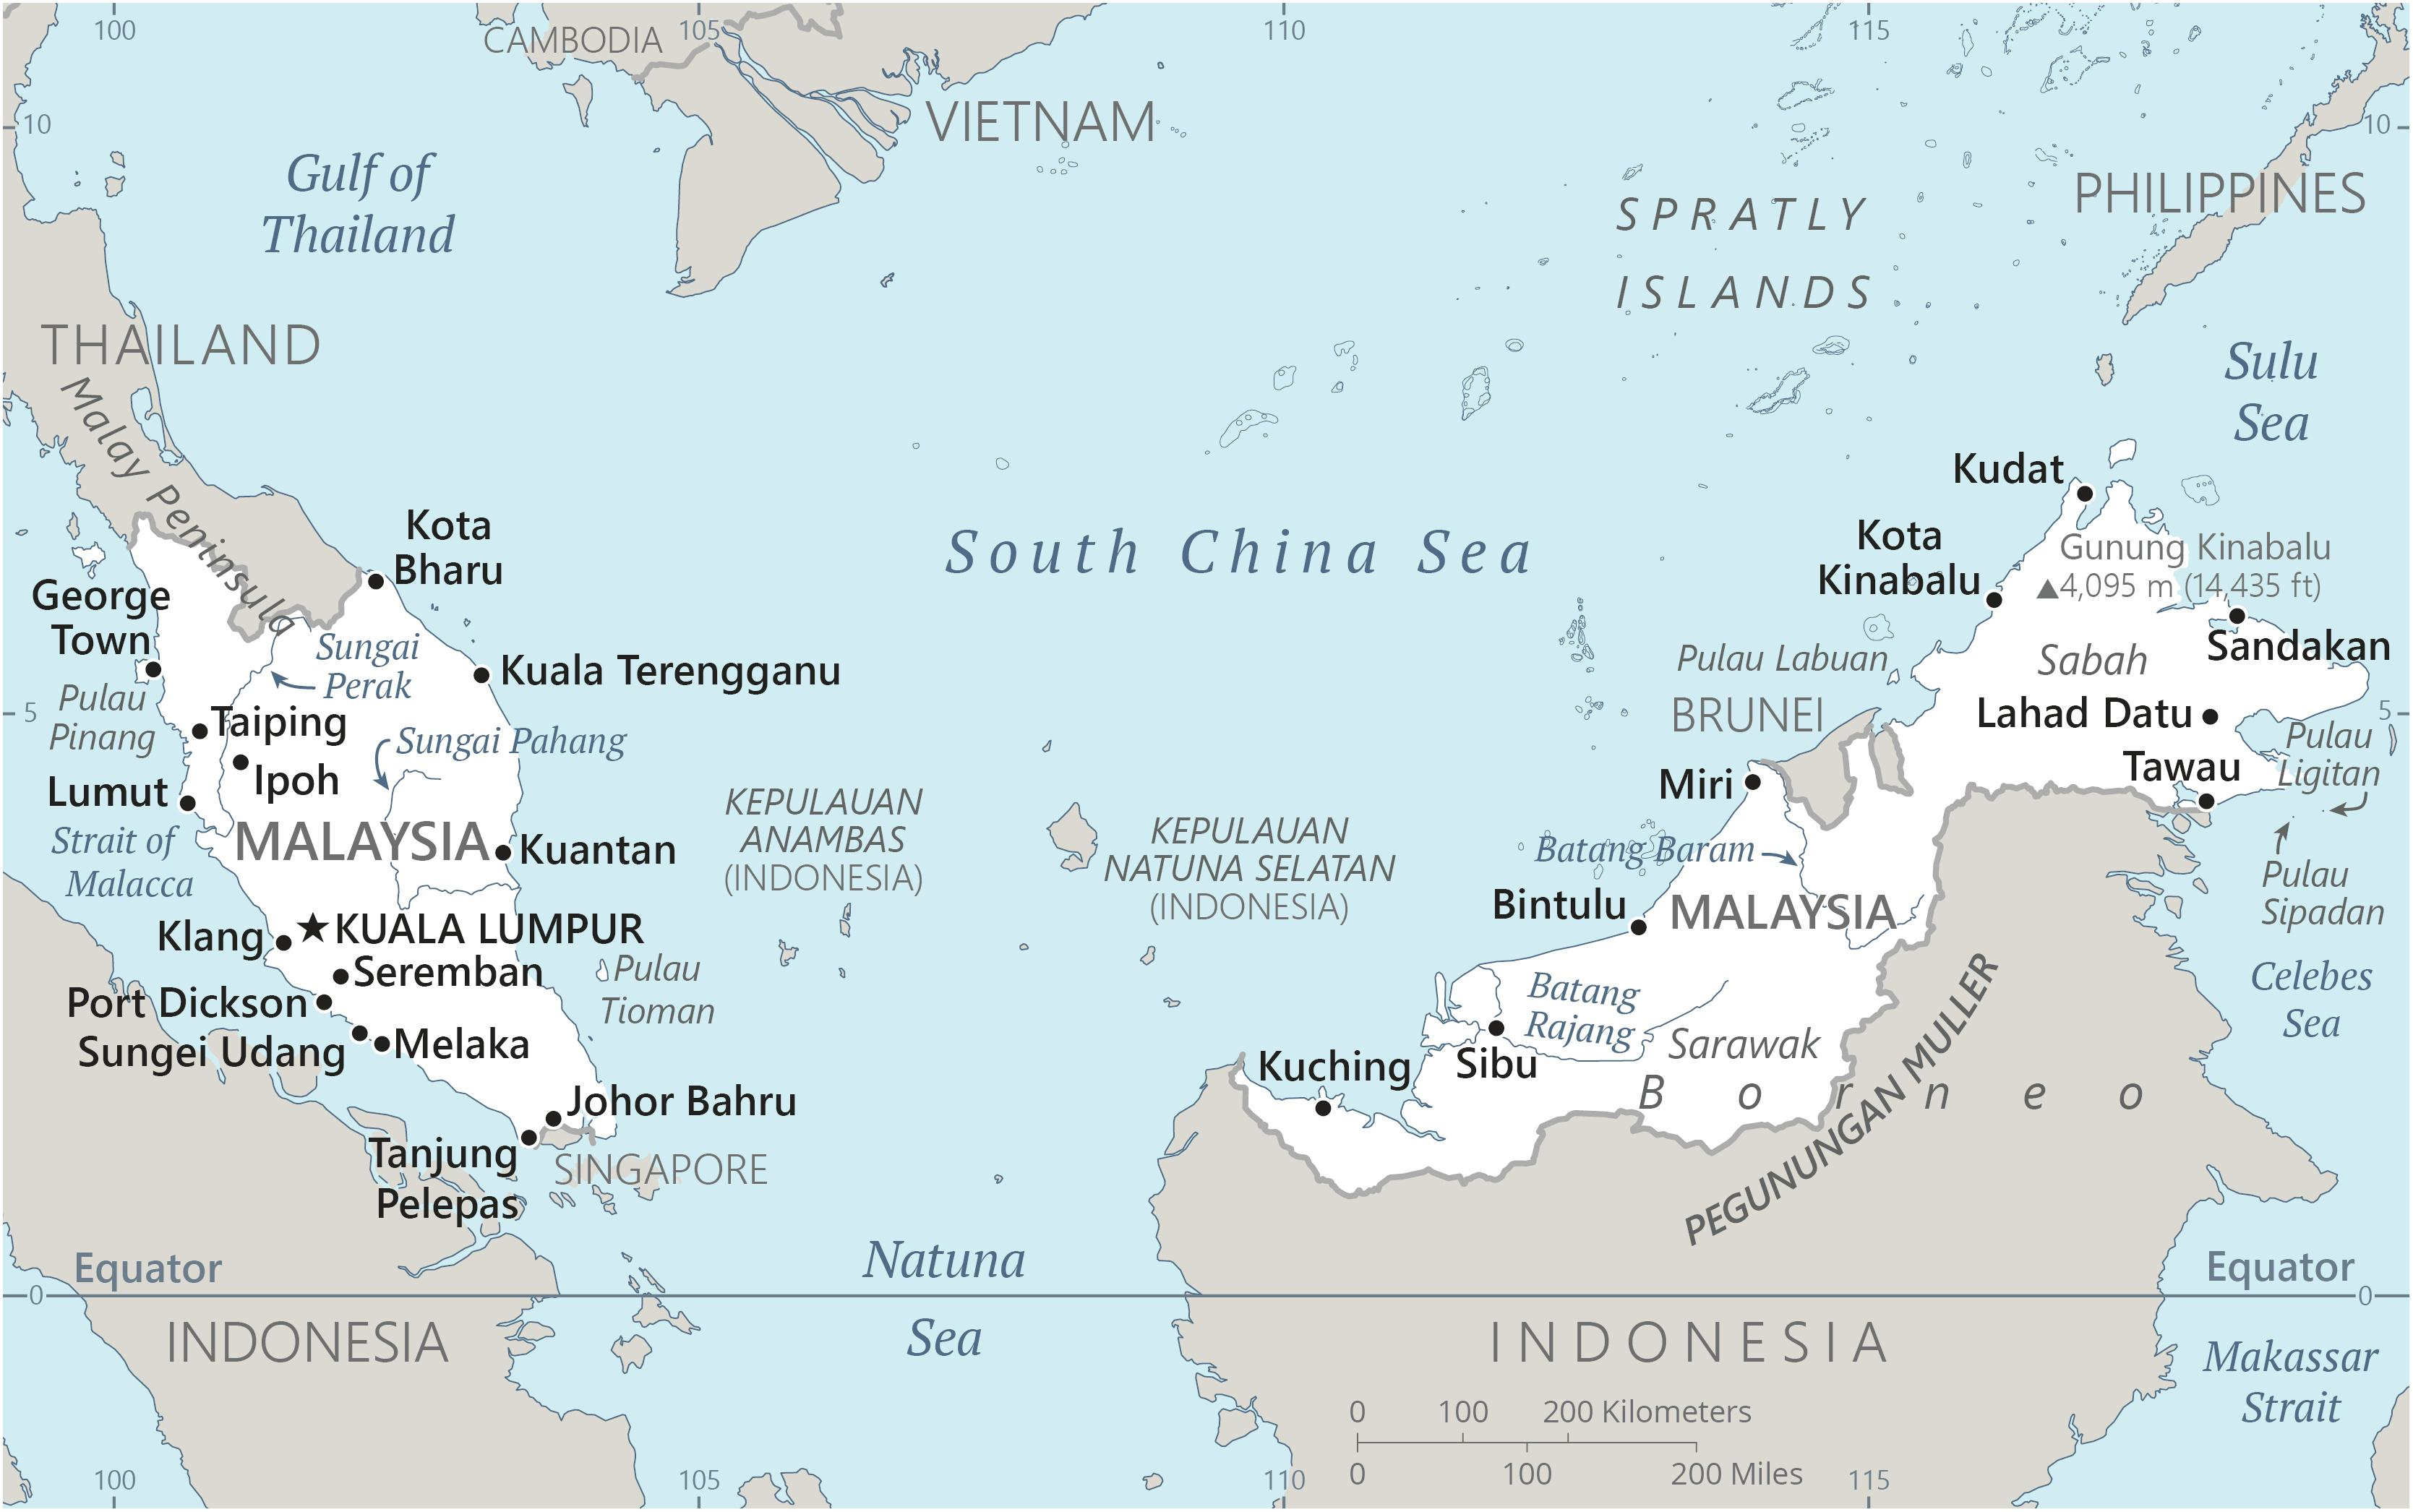 100
105
110
115
CAMBODIA
VIETNAM
10
10
Gulf of
Thailand
PHILIPPINES
SPRATLY
ISLANDS
THAILAND
Malay Peninsula
Sulu
Sea
Kudat
Kota
Bharu
South China Sea
Kota
Kinabalu
Gunung Kinabalu
4,095 m (14,435 ft)
George
Town
Sungai
Perak
Kuala Terengganu
Pulau Labuan
Sabah
Sandakan
Pulau
Pinang
5
5
Taiping
Sungai Pahang
BRUNEI
Lahad Datu
Pulau
Ligitan
Ipoh
Lumut
Miri
Tawau
KEPULAUAN
ANAMBAS
(INDONESIA)
KEPULAUAN
NATUNA SELATAN
(INDONESIA)
Strait of
Malacca
MALAYSIA
Kuantan
Batang Baram
Pulau
Sipadan
Bintulu
MALAYSIA
Klang
KUALA LUMPUR
Seremban
Pulau
Tioman
Port Dickson
Sungei Udang
Melaka
Batang
Rajang
Celebes
Sea
Sibu
Sarawak
Kuching
Borneo
PEGUNUNGAN MULLER
Johor Bahru
Tanjung
Pelepas
SINGAPORE
Equator
Equator
0
0
Natuna
Sea
INDONESIA
INDONESIA
Makassar
Strait
0 100 200 Kilometers
0 100 200 Miles
100
105
110
115